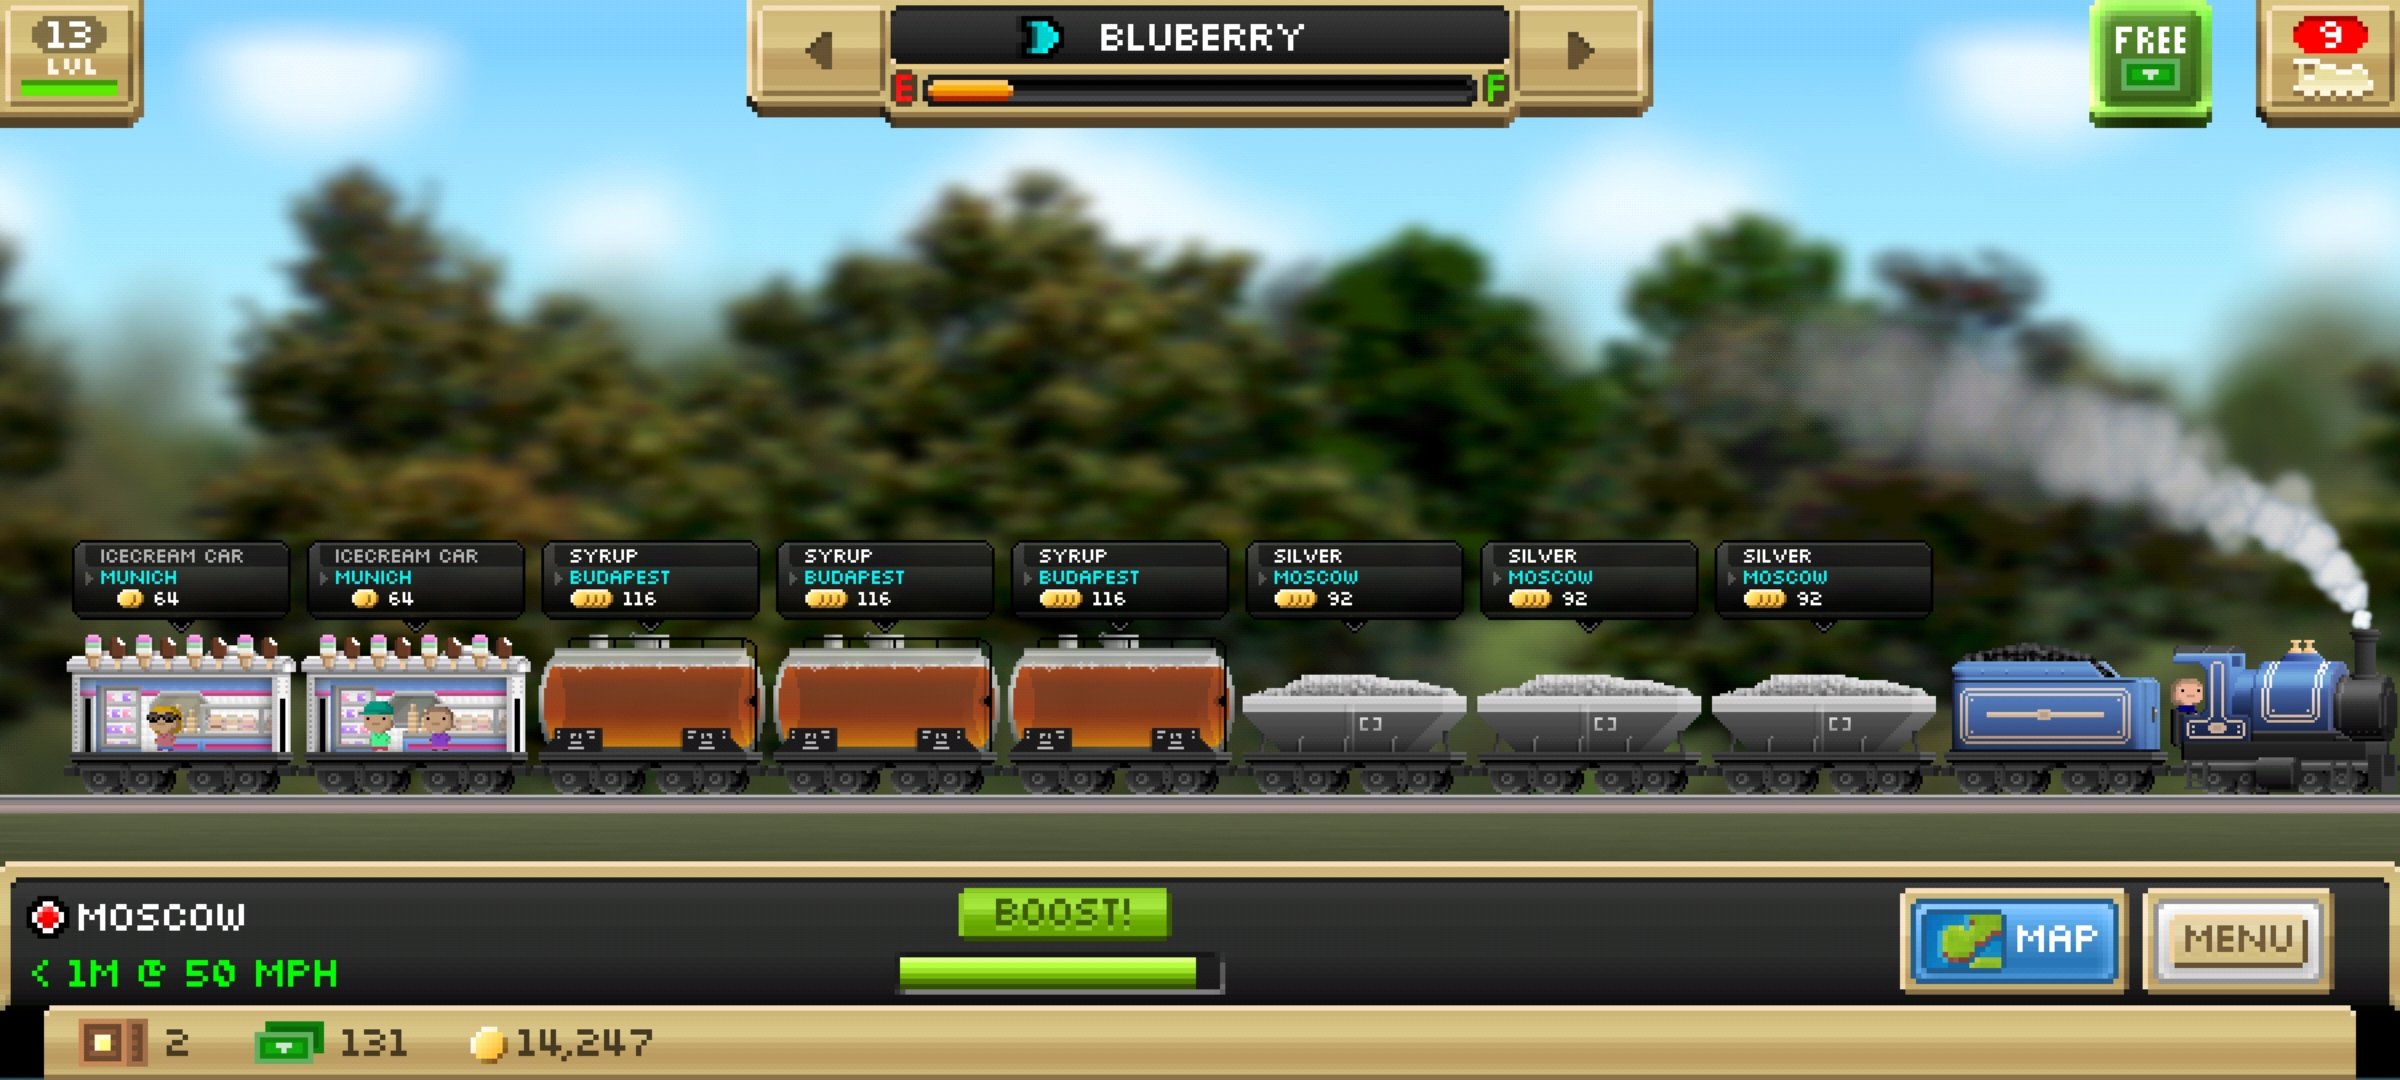 13
LVL
BLUBERRY
E
F
FREE
9
ICECREAM CAR
MUNICH
64
ICECREAM CAR
MUNICH
64
SYRUP
BUDAPEST
116
SYRUP
BUDAPEST
116
SYRUP
BUDAPEST
116
SILVER
MOSCOW
92
SILVER
MOSCOW
92
SILVER
MOSCOW
92
MOSCOW
< 1M @ 50 MPH
BOOST!
MAP
MENU
2
131
14,247